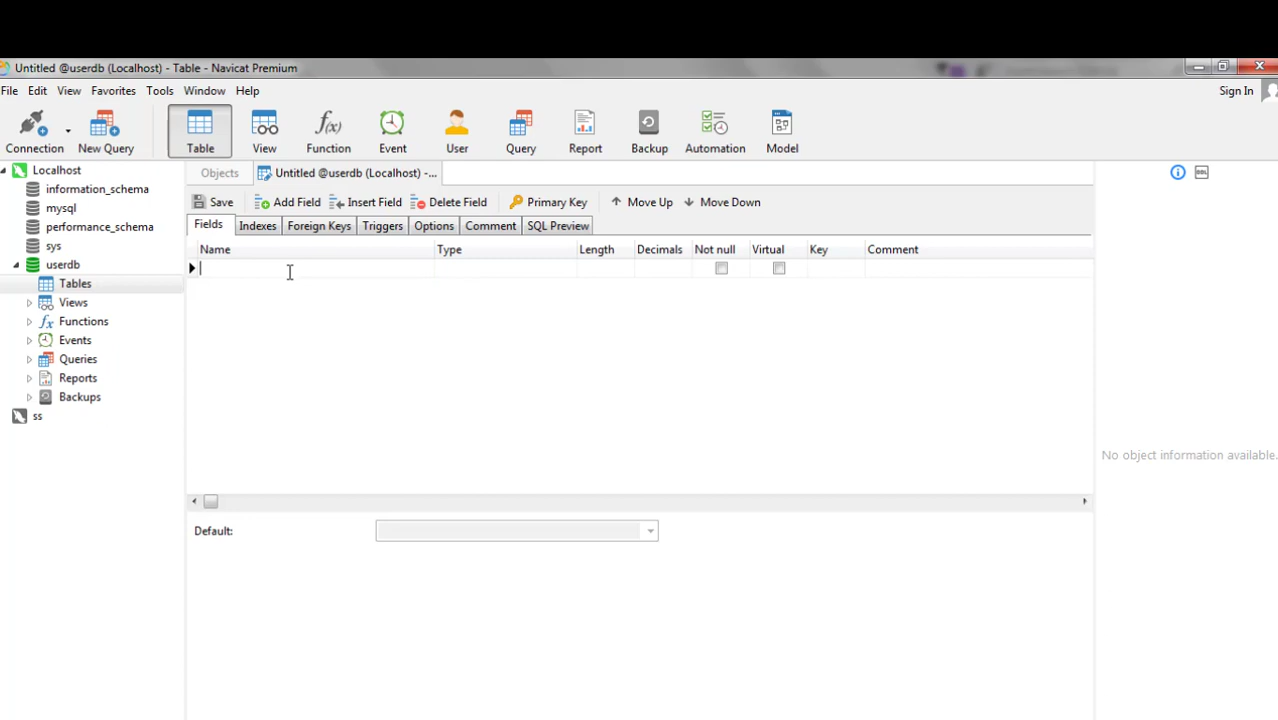 Untitled @userdb (Localhost) - Table - Navicat Premium
File Edit View Favorites Tools Window Help
Sign In
Connection New Query Table View Function Event User Query Report Backup Automation Model
f(x)
Localhost
information_schema
mysql
performance_schema
sys
userdb
Tables
Views
fx Functions
Events
Queries
Reports
Backups
ss
Objects Untitled @userdb (Localhost) -...
Save Add Field Insert Field Delete Field Primary Key Move Up Move Down
Fields Indexes Foreign Keys Triggers Options Comment SQL Preview
Name Type Length Decimals Not null Virtual Key Comment
Default:
No object information available.